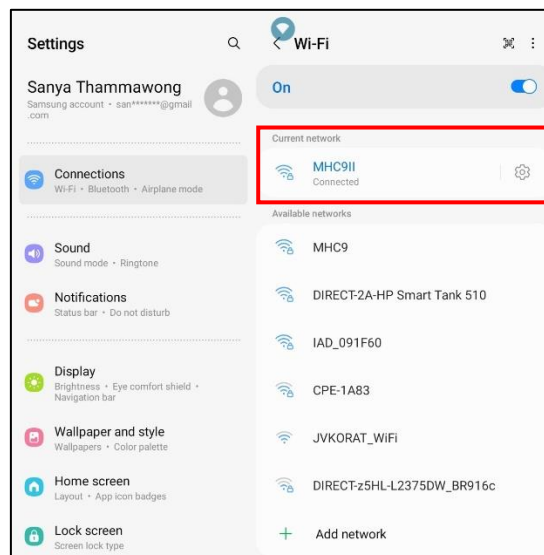 Settings
Sanya Thammawong
Samsung account • san*******@gmail
.com
Connections
Wi-Fi • Bluetooth • Airplane mode
Sound
Sound mode • Ringtone
Notifications
Status bar • Do not disturb
Display
Brightness • Eye comfort shield •
Navigation bar
Wallpaper and style
Wallpapers • Color palette
Home screen
Layout • App icon badges
Lock screen
Screen lock type
Wi-Fi
On
Current network
MHC9II
Connected
Available networks
MHC9
DIRECT-2A-HP Smart Tank 510
IAD_091F60
CPE-1A83
JVKORAT_WiFi
DIRECT-z5HL-L2375DW_BR916c
Add network